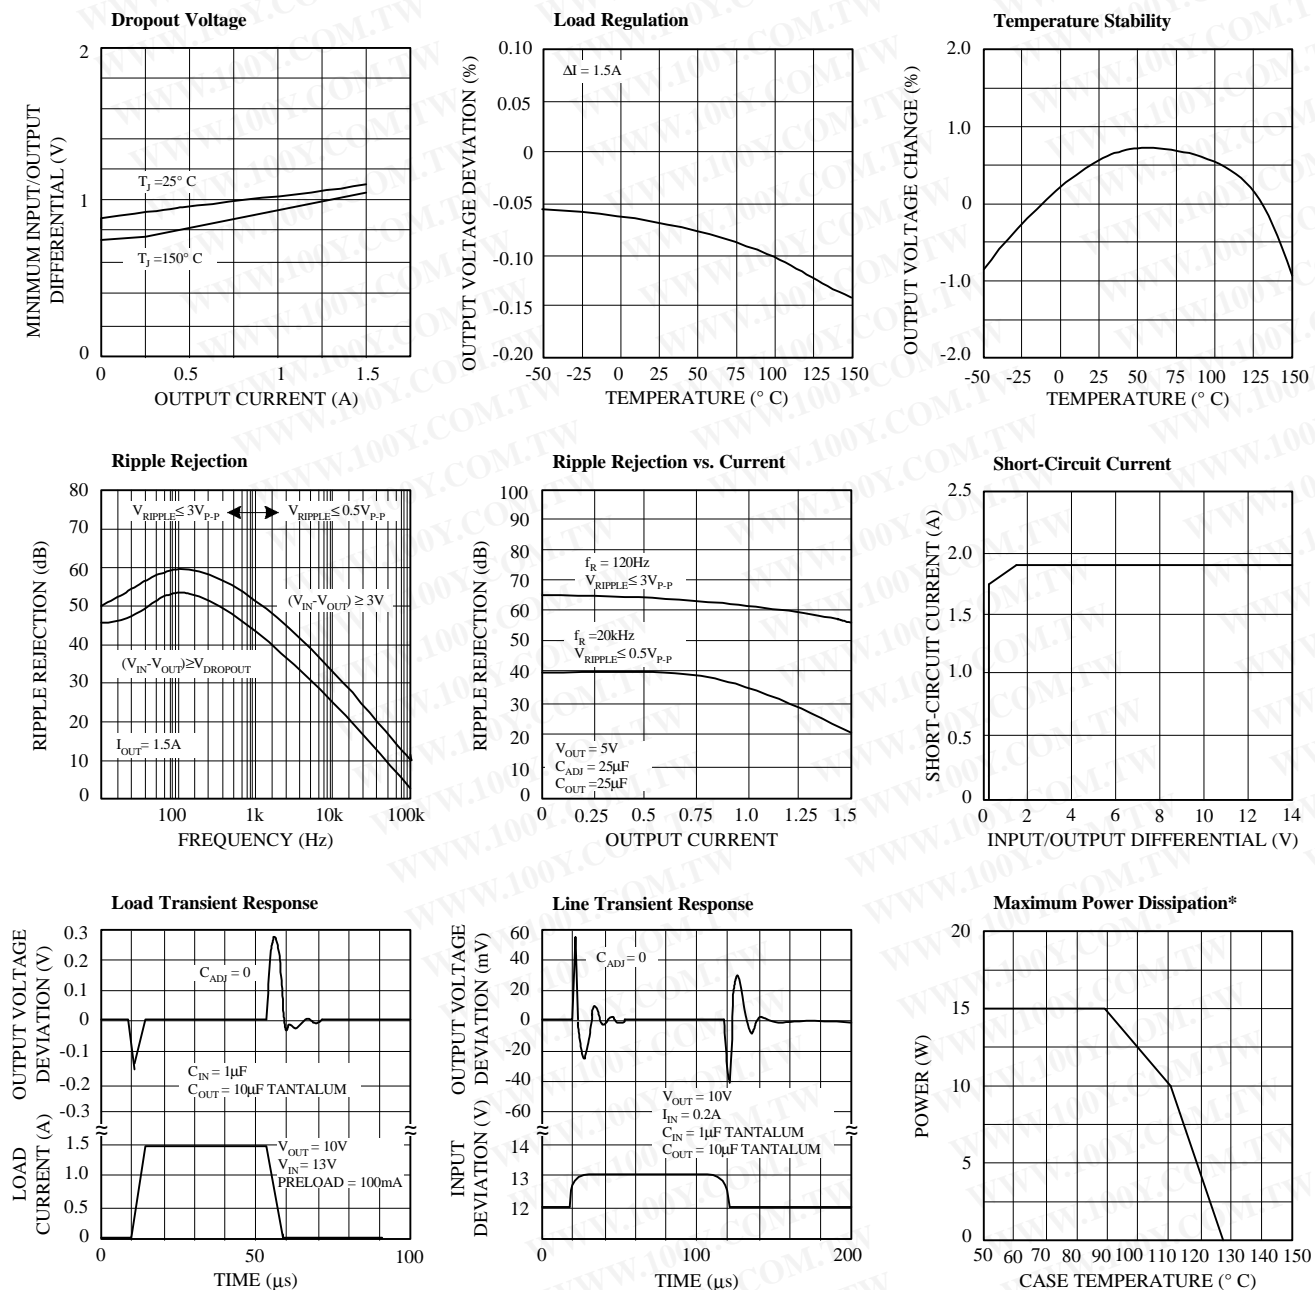 Dropout Voltage
MINIMUM INPUT/OUTPUT
DIFFERENTIAL (V)
2
1
0
T_J =25° C
T_J =150° C
0 0.5 1 1.5
OUTPUT CURRENT (A)
Load Regulation
OUTPUT VOLTAGE DEVIATION (%)
0.10
0.05
0
-0.05
-0.10
-0.15
-0.20
ΔI = 1.5A
-50 -25 0 25 50 75 100 125 150
TEMPERATURE (° C)
Temperature Stability
OUTPUT VOLTAGE CHANGE (%)
2.0
1.0
0
-1.0
-2.0
-50 -25 0 25 50 75 100 125 150
TEMPERATURE (° C)
Ripple Rejection
RIPPLE REJECTION (dB)
80
70
60
50
40
30
20
10
0
V_RIPPLE ≤ 3V_P-P
V_RIPPLE ≤ 0.5V_P-P
(V_IN-V_OUT) ≥ 3V
(V_IN-V_OUT)≥V_DROPOUT
I_OUT = 1.5A
100 1k 10k 100k
FREQUENCY (Hz)
Ripple Rejection vs. Current
RIPPLE REJECTION (dB)
100
90
80
70
60
50
40
30
20
10
0
f_R = 120Hz
V_RIPPLE ≤ 3V_P-P
f_R =20kHz
V_RIPPLE ≤ 0.5V_P-P
V_OUT = 5V
C_ADJ = 25µF
C_OUT =25µF
0 0.25 0.5 0.75 1.0 1.25 1.5
OUTPUT CURRENT
Short-Circuit Current
SHORT-CIRCUIT CURRENT (A)
2.5
2.0
1.5
1.0
0.5
0
0 2 4 6 8 10 12 14
INPUT/OUTPUT DIFFERENTIAL (V)
Load Transient Response
OUTPUT VOLTAGE
DEVIATION (V)
0.3
0.2
0.1
0
-0.1
-0.2
-0.3
C_ADJ = 0
C_IN = 1µF
C_OUT = 10µF TANTALUM
LOAD
CURRENT (A)
1.5
1.0
0.5
0
V_OUT = 10V
V_IN = 13V
PRELOAD = 100mA
0 50 100
TIME (µs)
Line Transient Response
OUTPUT VOLTAGE
DEVIATION (mV)
60
40
20
0
-20
-40
-60
C_ADJ = 0
V_OUT = 10V
I_IN = 0.2A
C_IN = 1µF TANTALUM
C_OUT = 10µF TANTALUM
INPUT
DEVIATION (V)
14
13
12
0 100 200
TIME (µs)
Maximum Power Dissipation*
POWER (W)
20
15
10
5
0
50 60 70 80 90 100 110 120 130 140 150
CASE TEMPERATURE (° C)
WWW.100Y.COM.TW